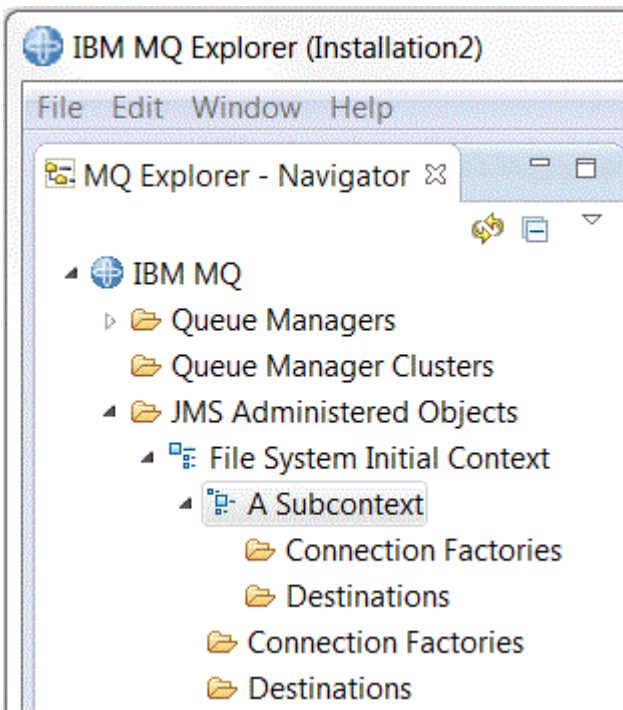 IBM MQ Explorer (Installation2)
File Edit Window Help
MQ Explorer - Navigator
IBM MQ
Queue Managers
Queue Manager Clusters
JMS Administered Objects
File System Initial Context
A Subcontext
Connection Factories
Destinations
Connection Factories
Destinations